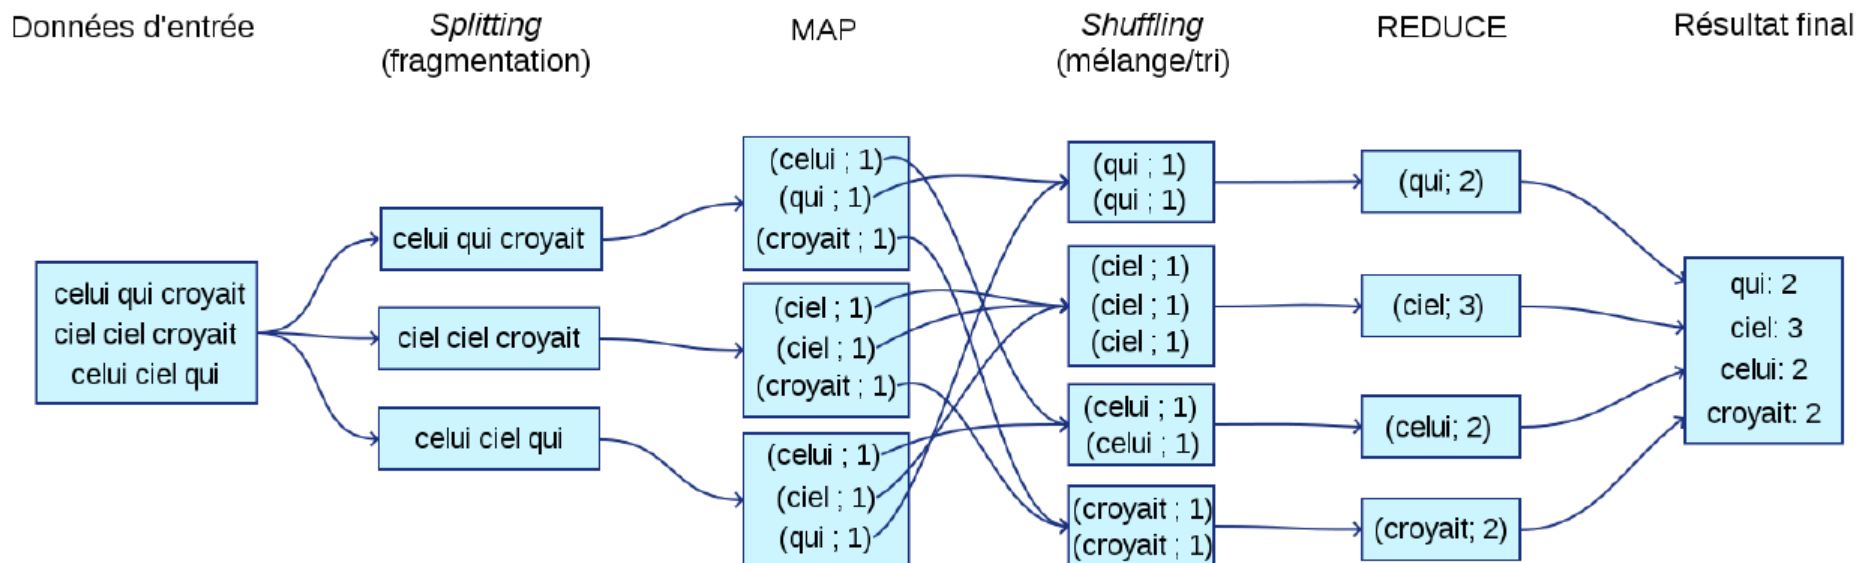 Données d'entrée
Splitting
(fragmentation)
MAP
Shuffling
(mélange/tri)
REDUCE
Résultat final
celui qui croyait
ciel ciel croyait
celui ciel qui
celui qui croyait
ciel ciel croyait
celui ciel qui
(celui ; 1)
(qui ; 1)
(croyait ; 1)
(ciel ; 1)
(ciel ; 1)
(croyait ; 1)
(celui ; 1)
(ciel ; 1)
(qui ; 1)
(qui ; 1)
(qui ; 1)
(ciel ; 1)
(ciel ; 1)
(ciel ; 1)
(celui ; 1)
(celui ; 1)
(croyait ; 1)
(croyait ; 1)
(qui; 2)
(ciel; 3)
(celui; 2)
(croyait; 2)
qui: 2
ciel: 3
celui: 2
croyait: 2